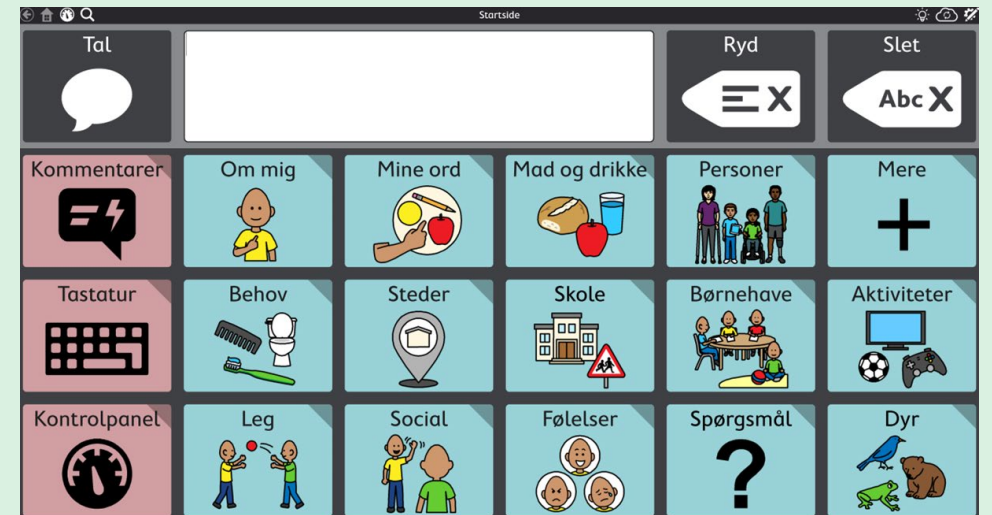 Startside
Tal
Ryd
Slet
Abc X
Kommentarer
Om mig
Mine ord
Mad og drikke
Personer
Mere
Tastatur
Behov
Steder
Skole
Børnehave
Aktiviteter
Kontrolpanel
Leg
Social
Følelser
Spørgsmål
Dyr
?